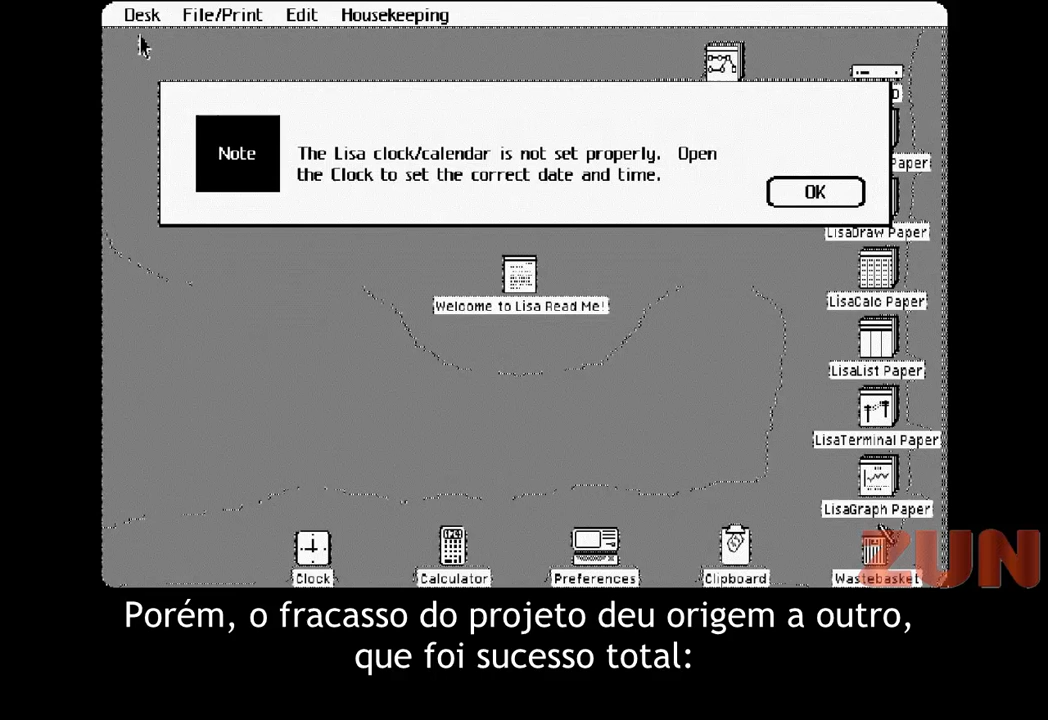 Desk File/Print Edit Housekeeping
Note
The Lisa clock/calendar is not set properly. Open
the Clock to set the correct date and time.
OK
Paper
LisaDraw Paper
Welcome to Lisa Read Me!
LisaCalc Paper
LisaList Paper
LisaTerminal Paper
LisaGraph Paper
Clock Calculator Preferences Clipboard Wastebasket
ZUN
Porém, o fracasso do projeto deu origem a outro,
que foi sucesso total: